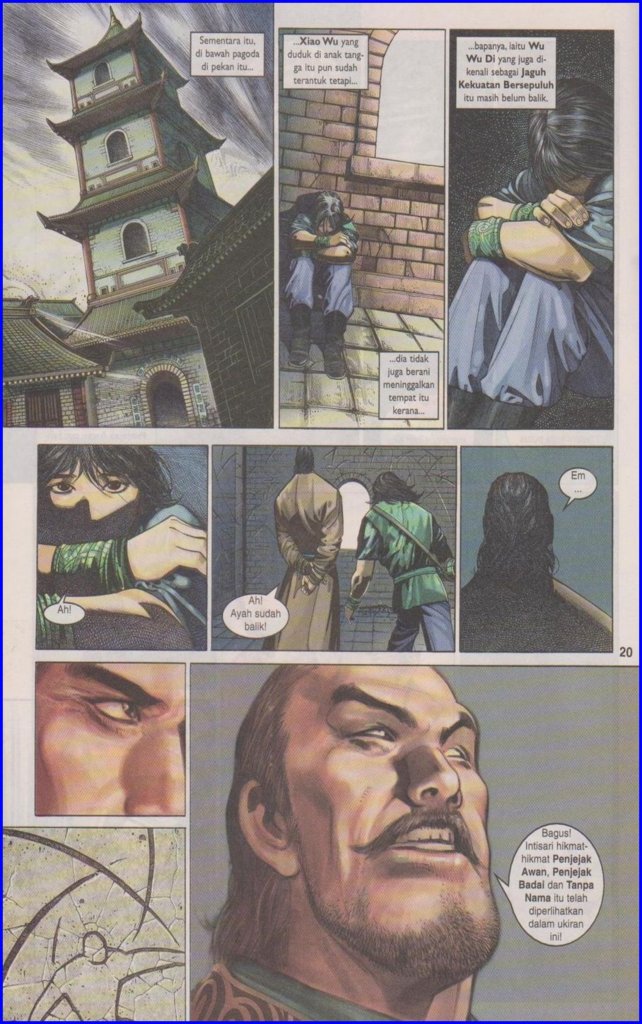 Sementara itu,
di bawah pagoda
di pekan itu...
...Xiao Wu yang
duduk di anak tang-
ga itu pun sudah
terantuk tetapi...
...dia tidak
juga berani
meninggalkan
tempat itu
kerana...
...bapanya, iaitu Wu
Wu Di yang juga di-
kenali sebagai Jaguh
Kekuatan Bersepuluh
itu masih belum balik.
Ah!
Ah!
Ayah sudah
balik!
Em
...
20
Bagus!
Intisari hikmat-
hikmat Penjejak
Awan, Penjejak
Badai dan Tanpa
Nama itu telah
diperlihatkan
dalam ukiran
ini!